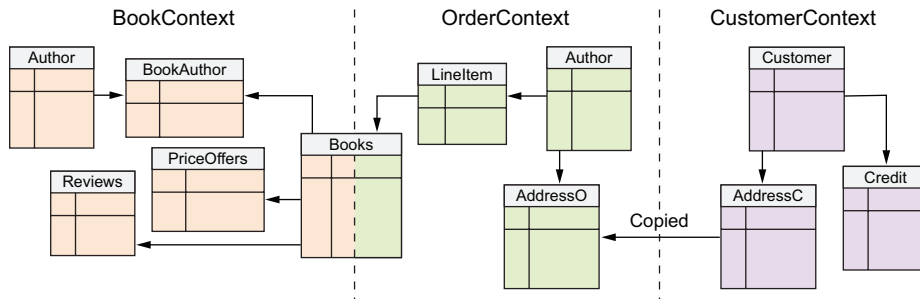 BookContext
OrderContext
CustomerContext
Author
BookAuthor
LineItem
Author
Customer
Books
PriceOffers
Reviews
AddressO
AddressC
Credit
Copied